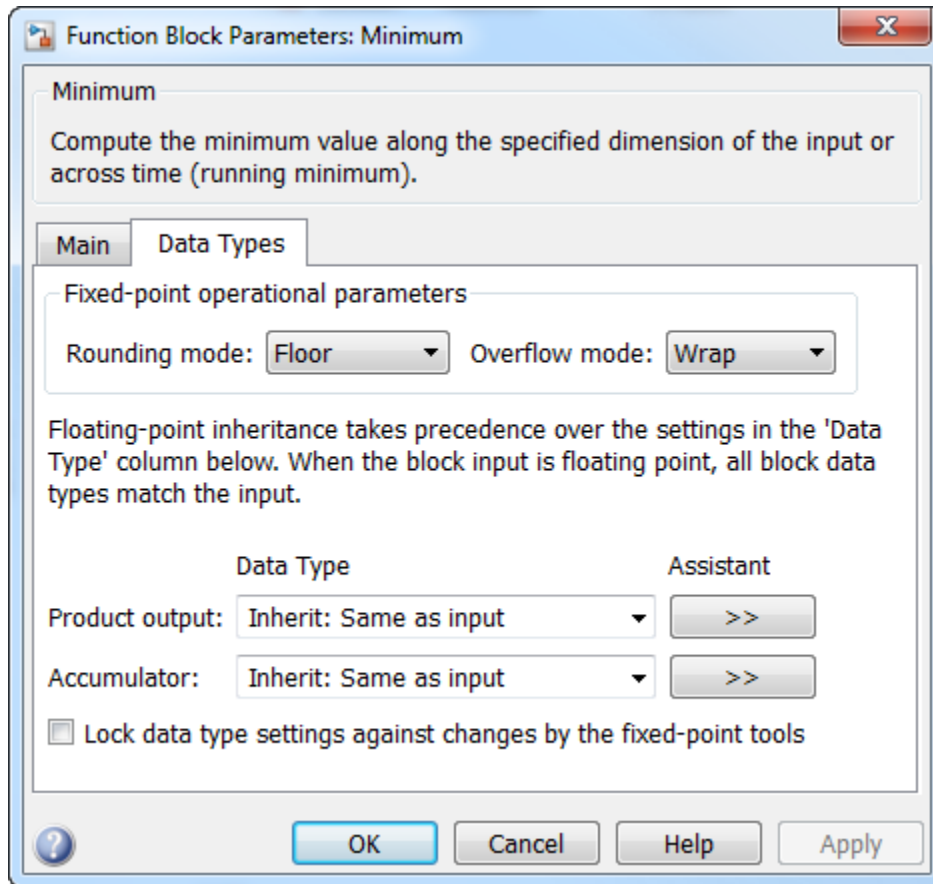 Function Block Parameters: Minimum
Minimum
Compute the minimum value along the specified dimension of the input or
across time (running minimum).
Main Data Types
Fixed-point operational parameters
Rounding mode: Floor Overflow mode: Wrap
Floating-point inheritance takes precedence over the settings in the 'Data
Type' column below. When the block input is floating point, all block data
types match the input.
Data Type Assistant
Product output: Inherit: Same as input >>
Accumulator: Inherit: Same as input >>
Lock data type settings against changes by the fixed-point tools
? OK Cancel Help Apply